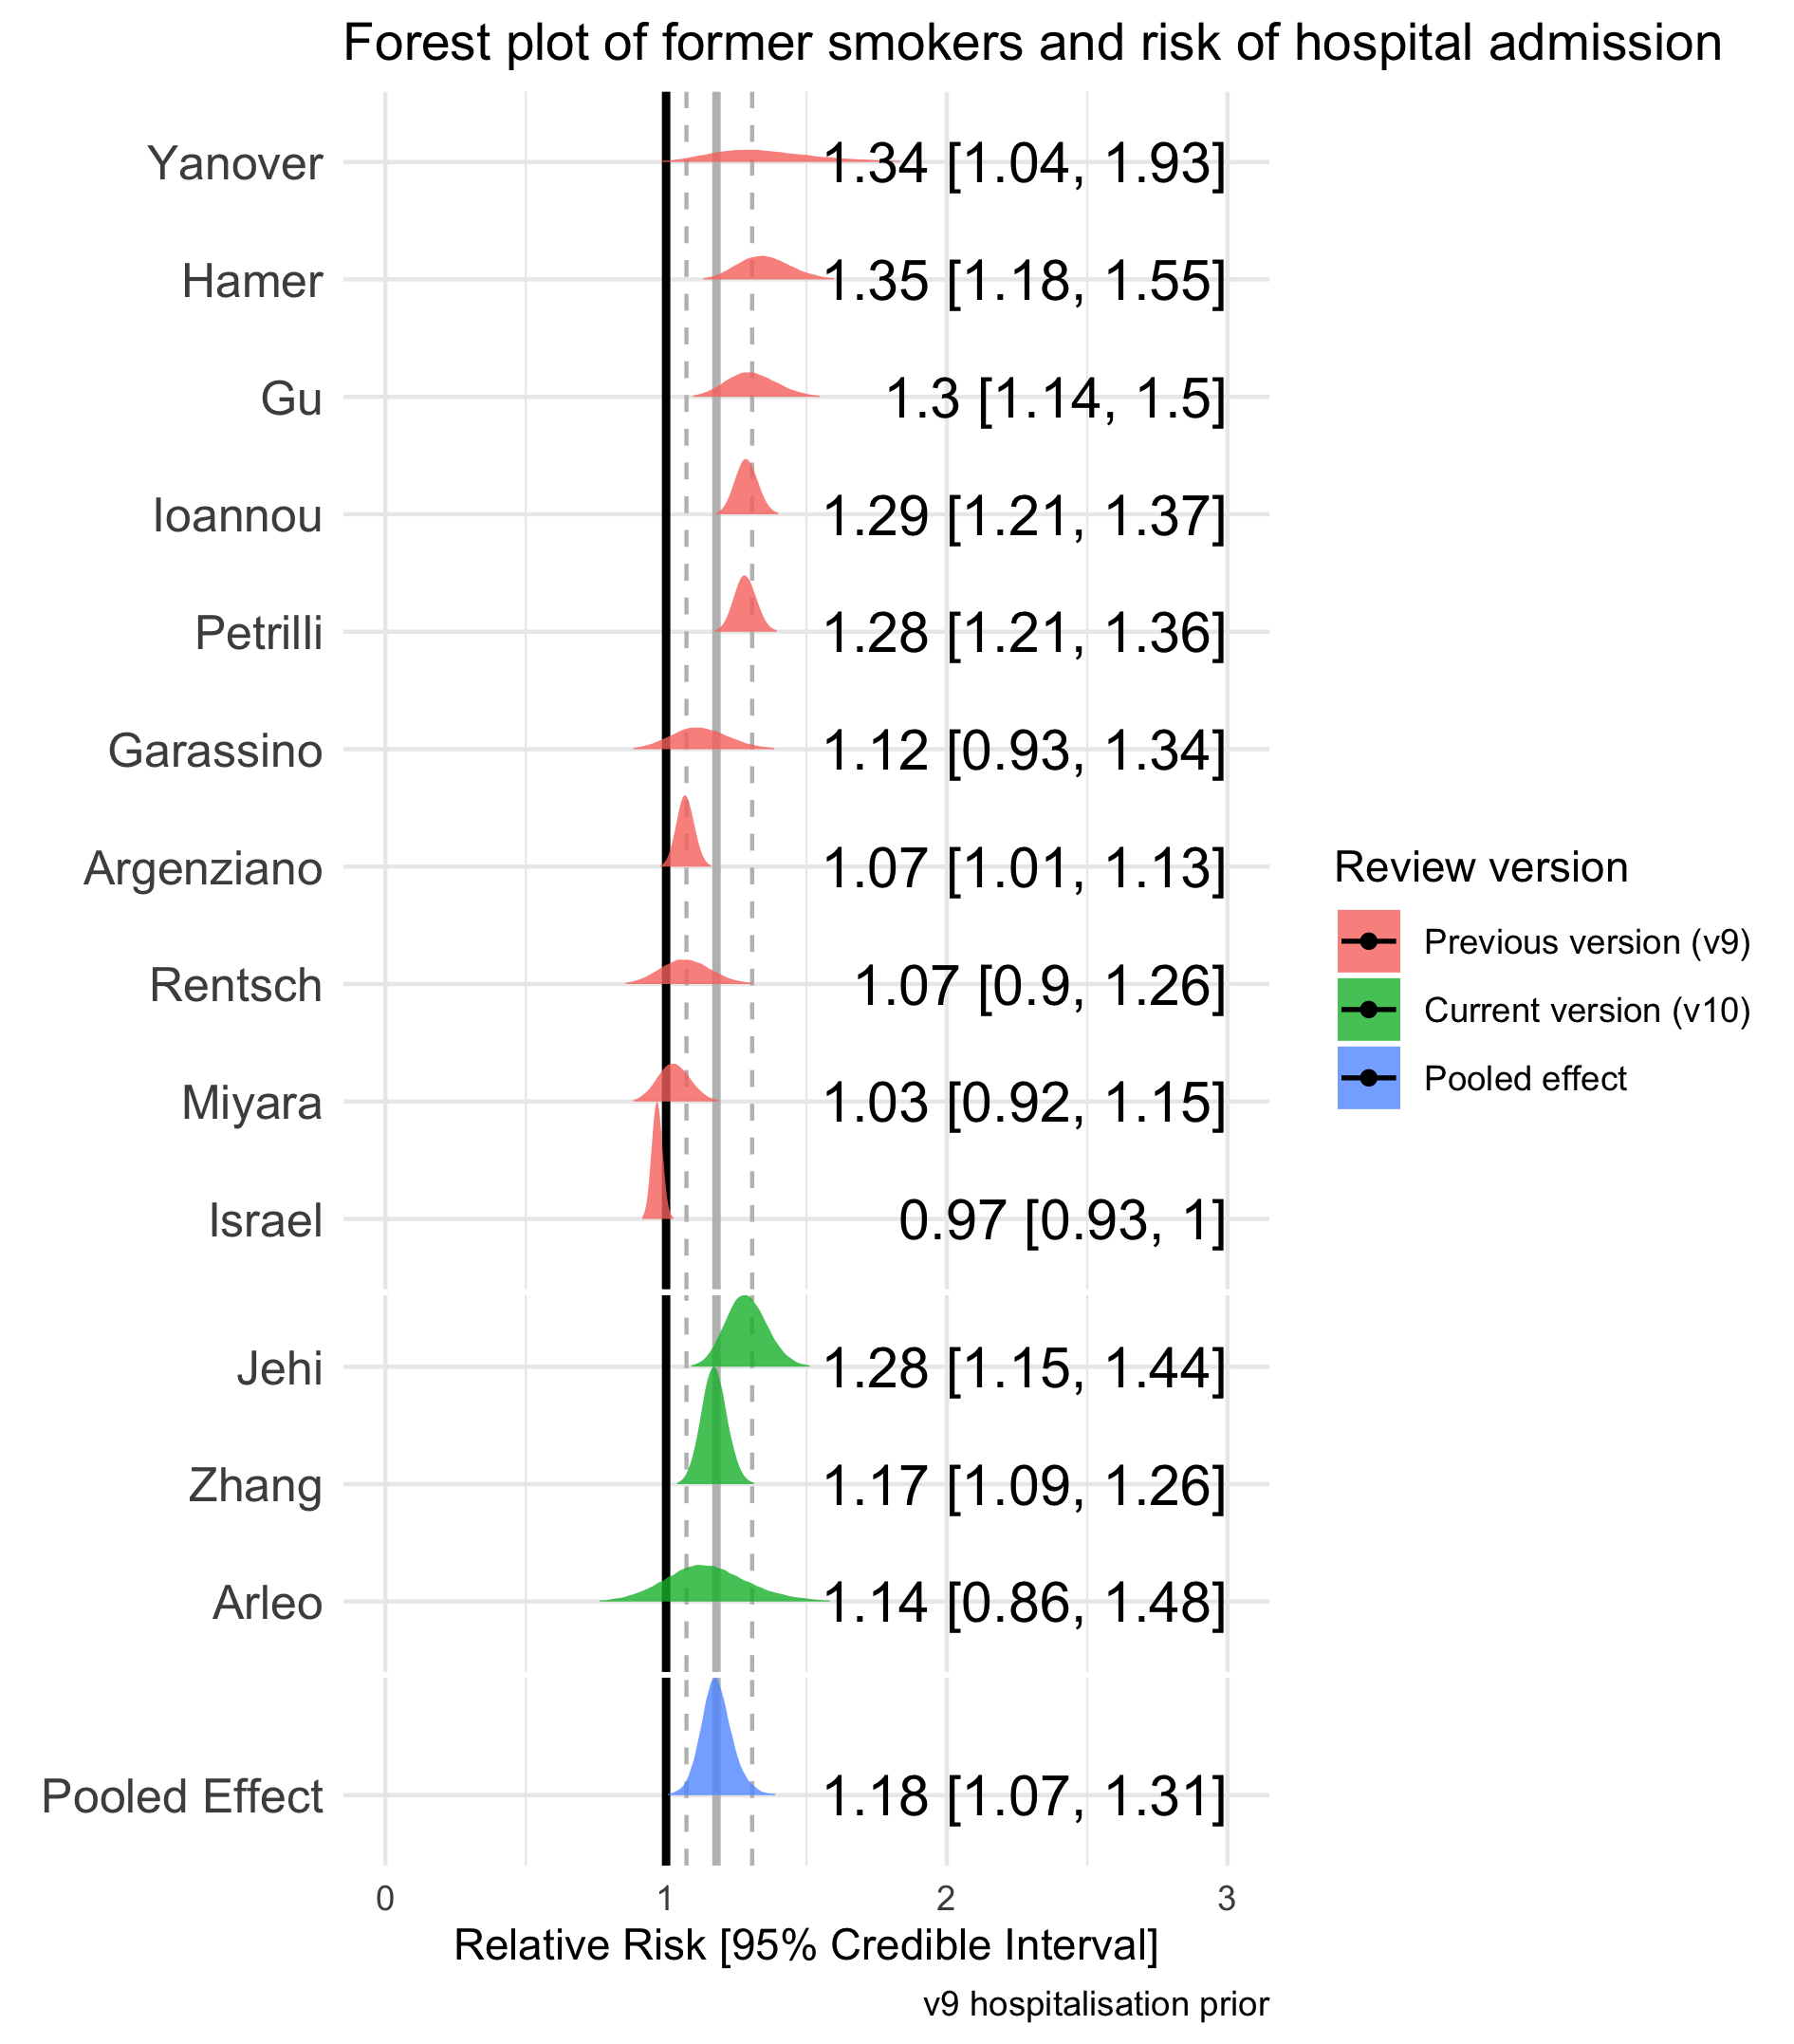 Forest plot of former smokers and risk of hospital admission
Yanover 1.34 [1.04, 1.93]
Hamer 1.35 [1.18, 1.55]
Gu 1.3 [1.14, 1.5]
Ioannou 1.29 [1.21, 1.37]
Petrilli 1.28 [1.21, 1.36]
Garassino 1.12 [0.93, 1.34]
Argenziano 1.07 [1.01, 1.13]
Rentsch 1.07 [0.9, 1.26]
Miyara 1.03 [0.92, 1.15]
Israel 0.97 [0.93, 1]
Jehi 1.28 [1.15, 1.44]
Zhang 1.17 [1.09, 1.26]
Arleo 1.14 [0.86, 1.48]
Pooled Effect 1.18 [1.07, 1.31]
0 1 2 3
Relative Risk [95% Credible Interval]
v9 hospitalisation prior
Review version
Previous version (v9)
Current version (v10)
Pooled effect